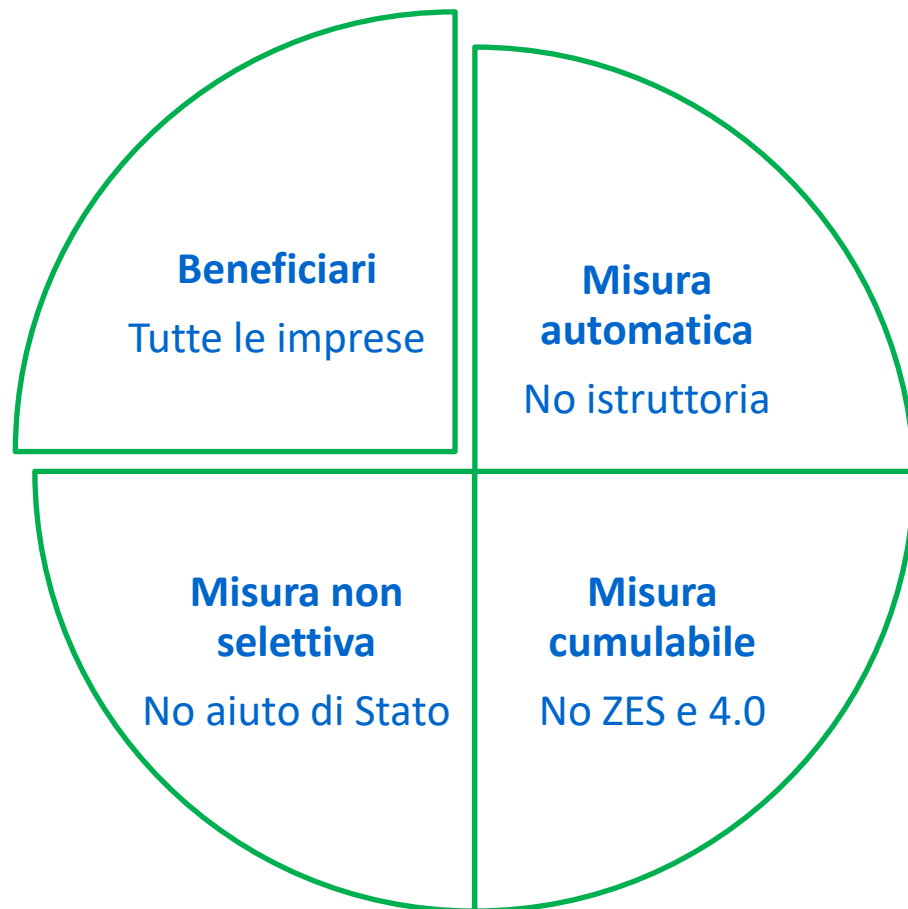 Beneficiari
Tutte le imprese
Misura
automatica
No istruttoria
Misura non
selettiva
No aiuto di Stato
Misura
cumulabile
No ZES e 4.0